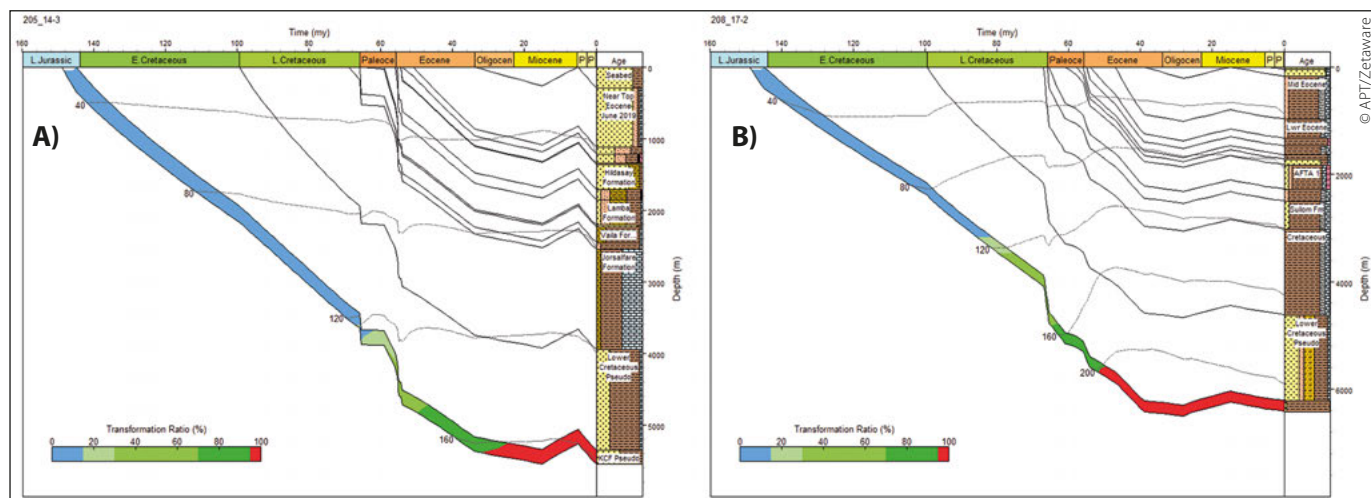 205_14-3
Time (my)
160 140 120 100 80 60 40 20 0
L.Jurassic E.Cretaceous L.Cretaceous Paleoce Eocene Oligocen Miocene P P Age
A)
40
80
120
160
Seabed
Near Top
Eocene
June 2019
Hildasay
Formation
Lamba
Formation
Vaila For...
Jorsalfare
Formation
Lower
Cretaceous
Pseudo
KCF Pseudo
0
1000
2000
3000
4000
5000
Depth (m)
Transformation Ratio (%)
0 20 40 60 80 100
208_17-2
Time (my)
160 140 120 100 80 60 40 20 0
L.Jurassic E.Cretaceous L.Cretaceous Paleoce Eocene Oligocen Miocene P P Age
B)
40
80
120
160
200
Mid Eocene
Lwr Eocene
AFTA 1
Sullom Fm
Cretaceous
Lower
Cretaceous
Pseudo
0
2000
4000
6000
Depth (m)
Transformation Ratio (%)
0 20 40 60 80 100
© APT/Zetaware